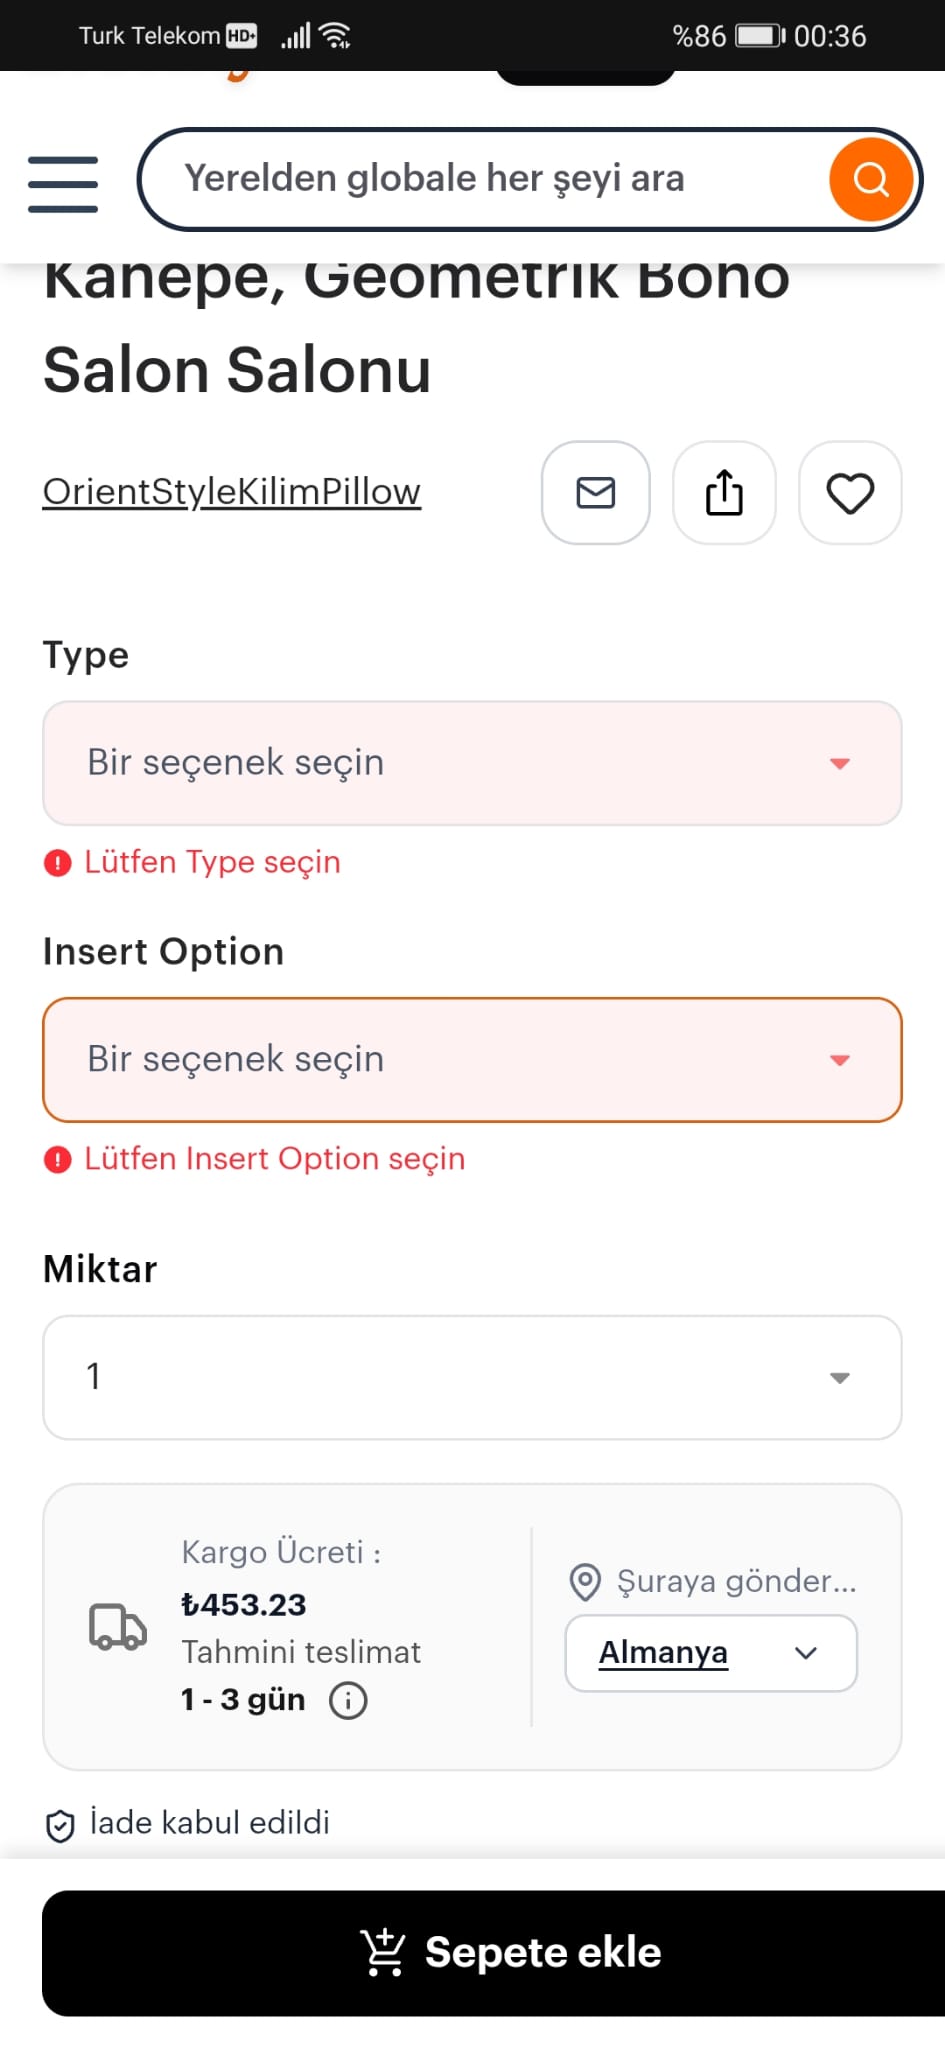 Turk Telekom HD+
%86 00:36
Yerelden globale her şeyi ara
Kanepe, Geometrik Boho
Salon Salonu
OrientStyleKilimPillow
Type
Bir seçenek seçin
Lütfen Type seçin
Insert Option
Bir seçenek seçin
Lütfen Insert Option seçin
Miktar
1
Kargo Ücreti :
₺453.23
Tahmini teslimat
1 - 3 gün
Şuraya gönder...
Almanya
İade kabul edildi
Sepete ekle